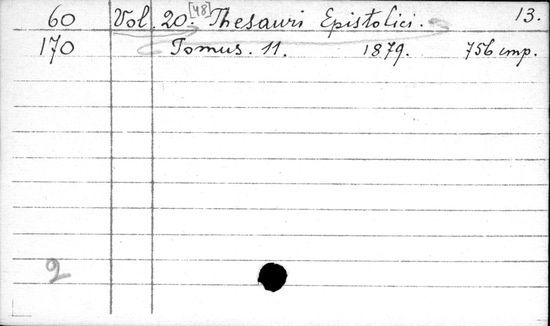 60 Vol. 20. [48] Thesauri Epistolici. 13.
170 Tomus. 11. 1879. 756 cmp.
2